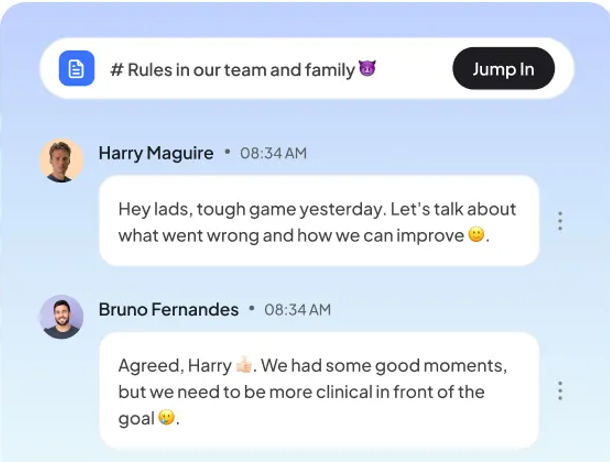 # Rules in our team and family 😈
Jump In
Harry Maguire • 08:34 AM
Hey lads, tough game yesterday. Let's talk about
what went wrong and how we can improve 🙂.
Bruno Fernandes • 08:34 AM
Agreed, Harry 👍🏻. We had some good moments,
but we need to be more clinical in front of the
goal 🥲.